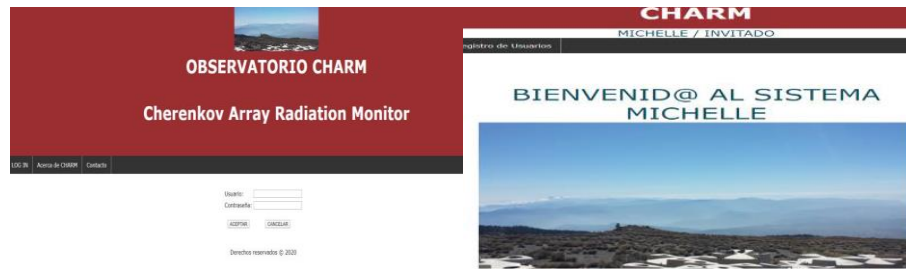 OBSERVATORIO CHARM
Cherenkov Array Radiation Monitor
LOG IN Acerca de CHARM Contacto
Usuario:
Contraseña:
ACEPTAR CANCELAR
Derechos reservados © 2020
CHARM
MICHELLE / INVITADO
egistro de Usuarios
BIENVENID@ AL SISTEMA
MICHELLE